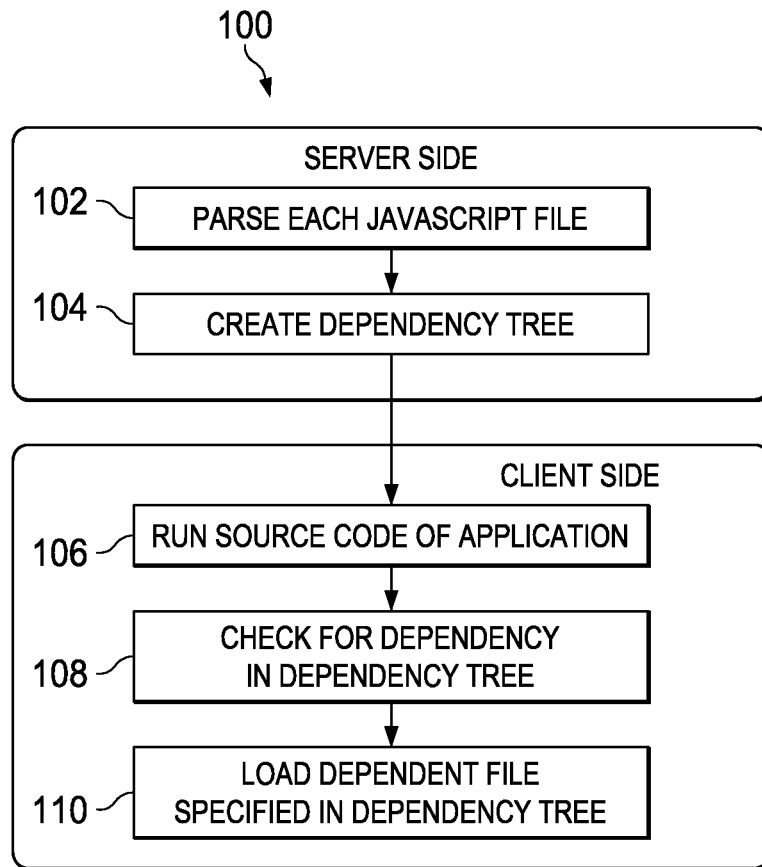 100
SERVER SIDE
102
PARSE EACH JAVASCRIPT FILE
104
CREATE DEPENDENCY TREE
CLIENT SIDE
106
RUN SOURCE CODE OF APPLICATION
108
CHECK FOR DEPENDENCY
IN DEPENDENCY TREE
110
LOAD DEPENDENT FILE
SPECIFIED IN DEPENDENCY TREE